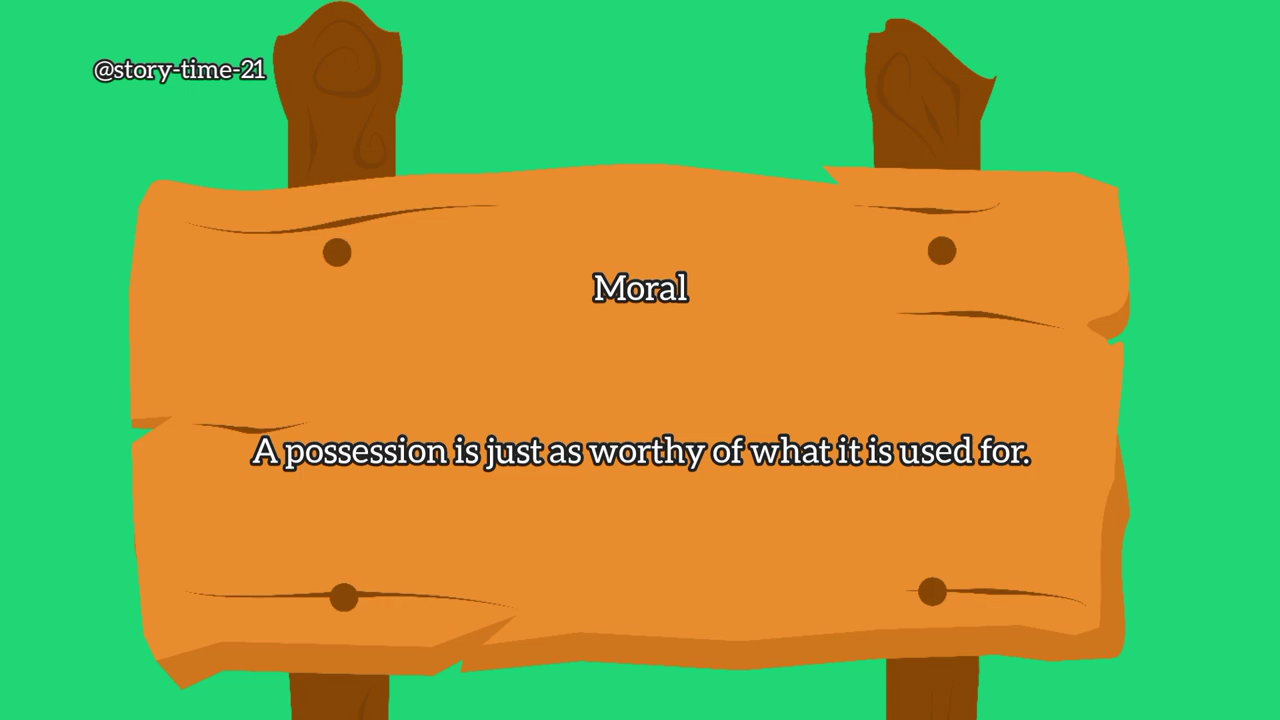 @story-time-21
Moral
A possession is just as worthy of what it is used for.